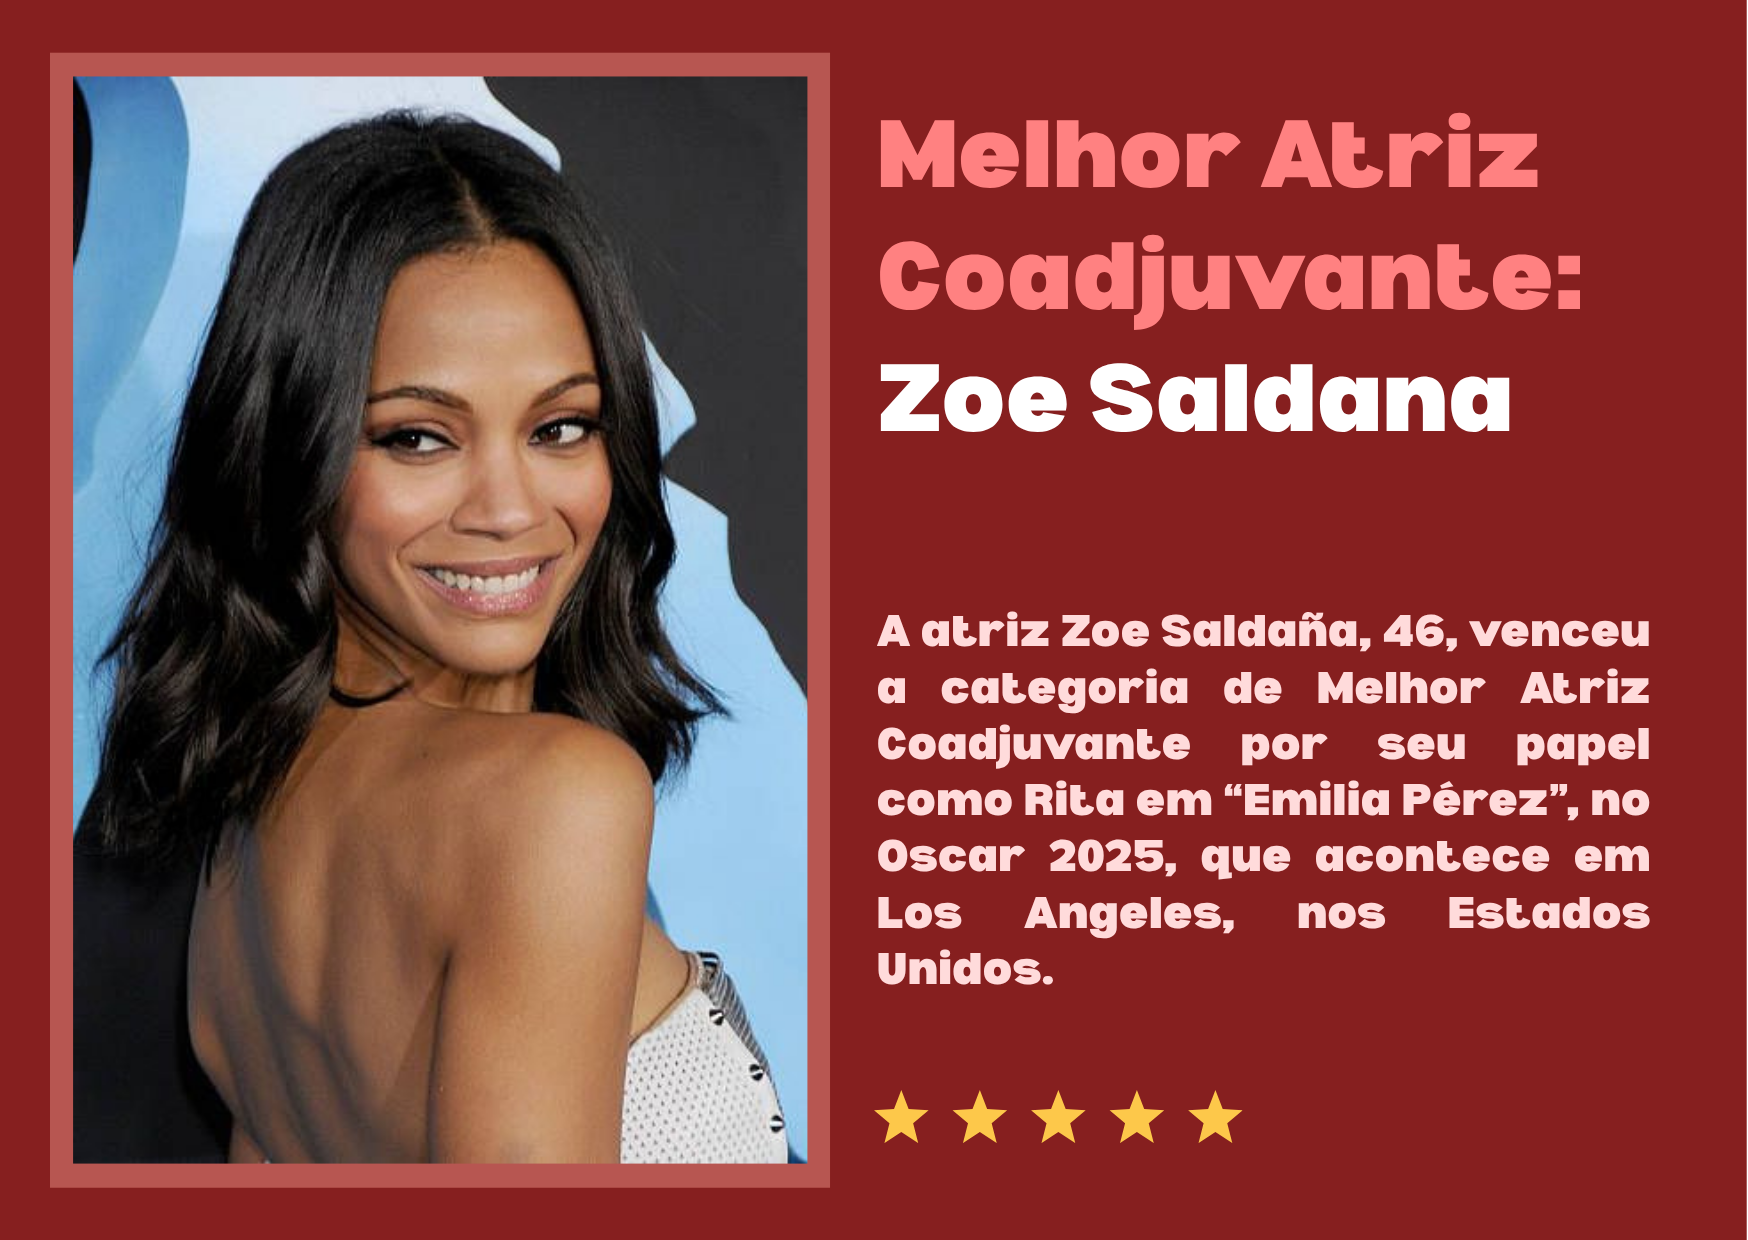 Melhor Atriz
Coadjuvante:
Zoe Saldana
A atriz Zoe Saldaña, 46, venceu
a categoria de Melhor Atriz
Coadjuvante por seu papel
como Rita em “Emilia Pérez”, no
Oscar 2025, que acontece em
Los Angeles, nos Estados
Unidos.